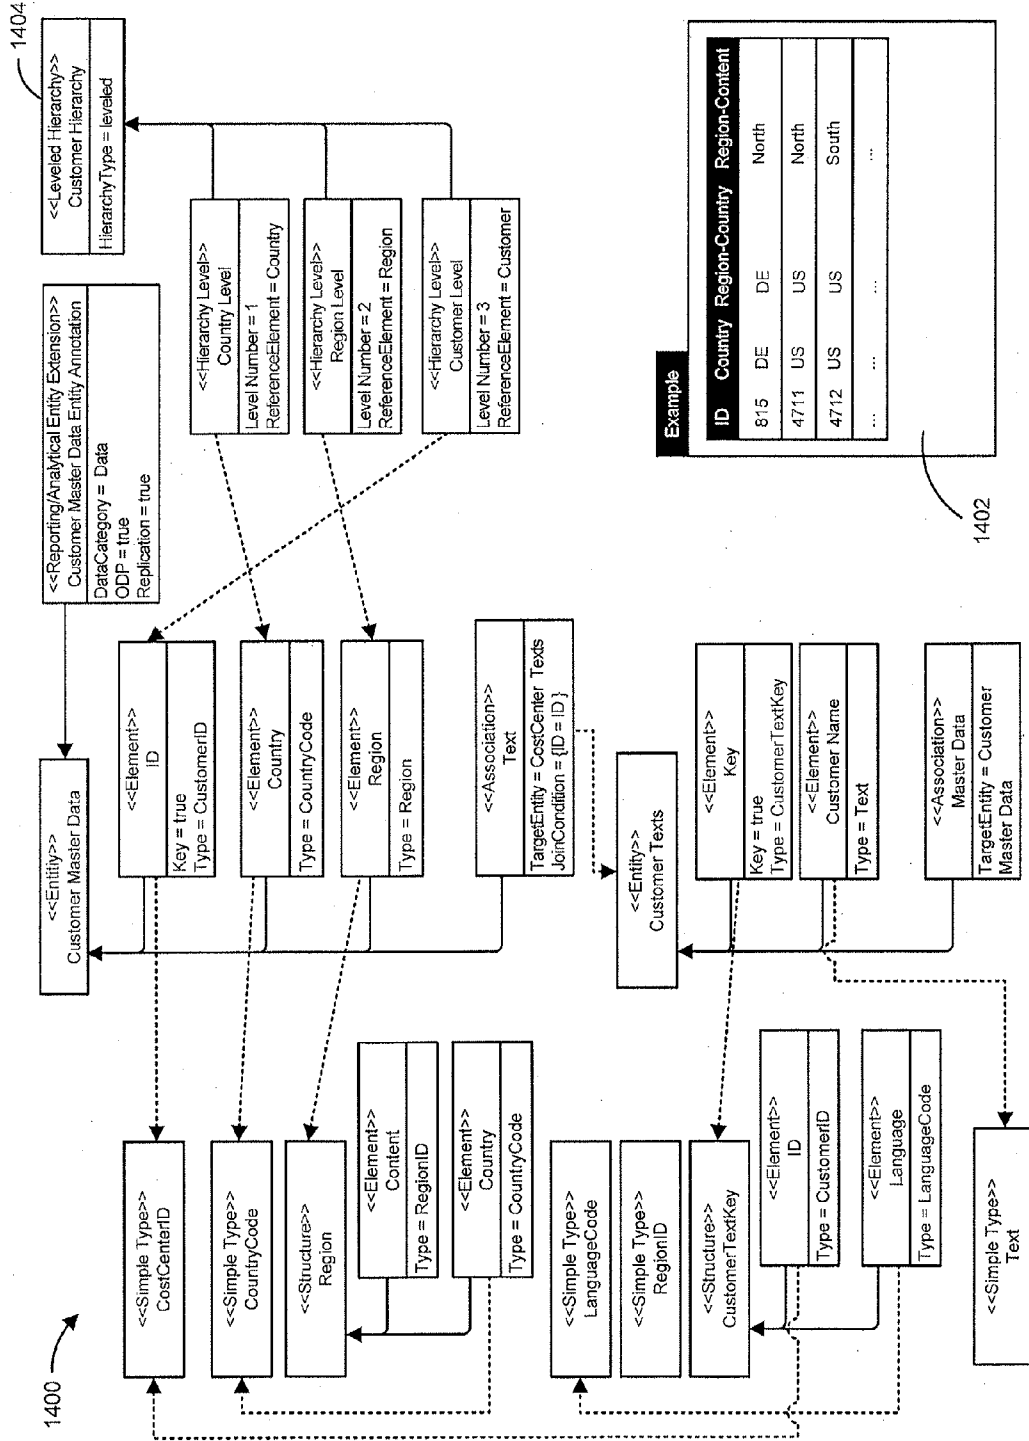 1400
<<Simple Type>>
CostCenterID
<<Simple Type>>
CountryCode
<<Structure>>
Region
<<Element>>
Content
Type = RegionID
<<Element>>
Country
Type = CountryCode
<<Simple Type>>
LanguageCode
<<Simple Type>>
RegionID
<<Structure>>
CustomerTextKey
<<Element>>
ID
Type = CustomerID
<<Element>>
Language
Type = LanguageCode
<<Simple Type>>
Text
<<Entitiy>>
Customer Master Data
<<Element>>
ID
Key = true
Type = CustomerID
<<Element>>
Country
Type = CountryCode
<<Element>>
Region
Type = Region
<<Association>>
Text
TargetEntity = CostCenter Texts
JoinCondition = {ID = ID }
<<Entity>>
Customer Texts
<<Element>>
Key
Key = true
Type = CustomerTextKey
<<Element>>
Customer Name
Type = Text
<<Association>>
Master Data
TargetEntity = Customer
Master Data
<<Reporting/Analytical Entity Extension>>
Customer Master Data Entity Annotation
DataCategory = Data
ODP = true
Replication = true
<<Leveled Hierarchy>>
Customer Hierarchy
HierarchyType = leveled
1404
<<Hierarchy Level>>
Country Level
Level Number = 1
ReferenceElement = Country
<<Hierarchy Level>>
Region Level
Level Number = 2
ReferenceElement = Region
<<Hierarchy Level>>
Customer Level
Level Number = 3
ReferenceElement = Customer
Example
ID Country Region-Country Region-Content
815 DE DE North
4711 US US North
4712 US US South
... ... ... ...
1402